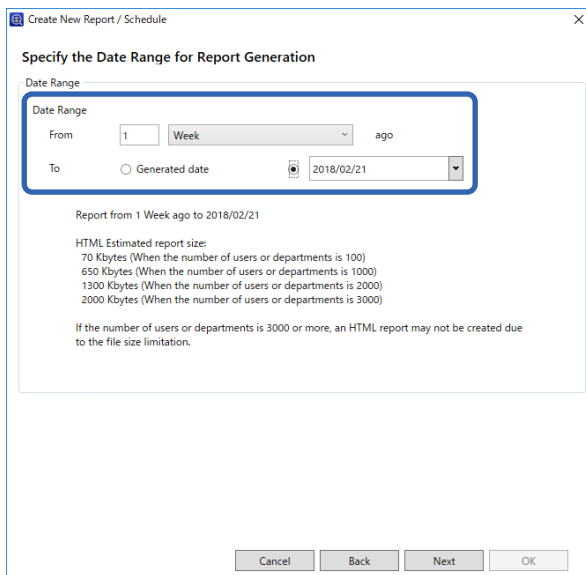 Create New Report / Schedule
Specify the Date Range for Report Generation
Date Range
Date Range
From 1 Week ago
To Generated date 2018/02/21
Report from 1 Week ago to 2018/02/21
HTML Estimated report size:
70 Kbytes (When the number of users or departments is 100)
650 Kbytes (When the number of users or departments is 1000)
1300 Kbytes (When the number of users or departments is 2000)
2000 Kbytes (When the number of users or departments is 3000)
If the number of users or departments is 3000 or more, an HTML report may not be created due
to the file size limitation.
Cancel Back Next OK